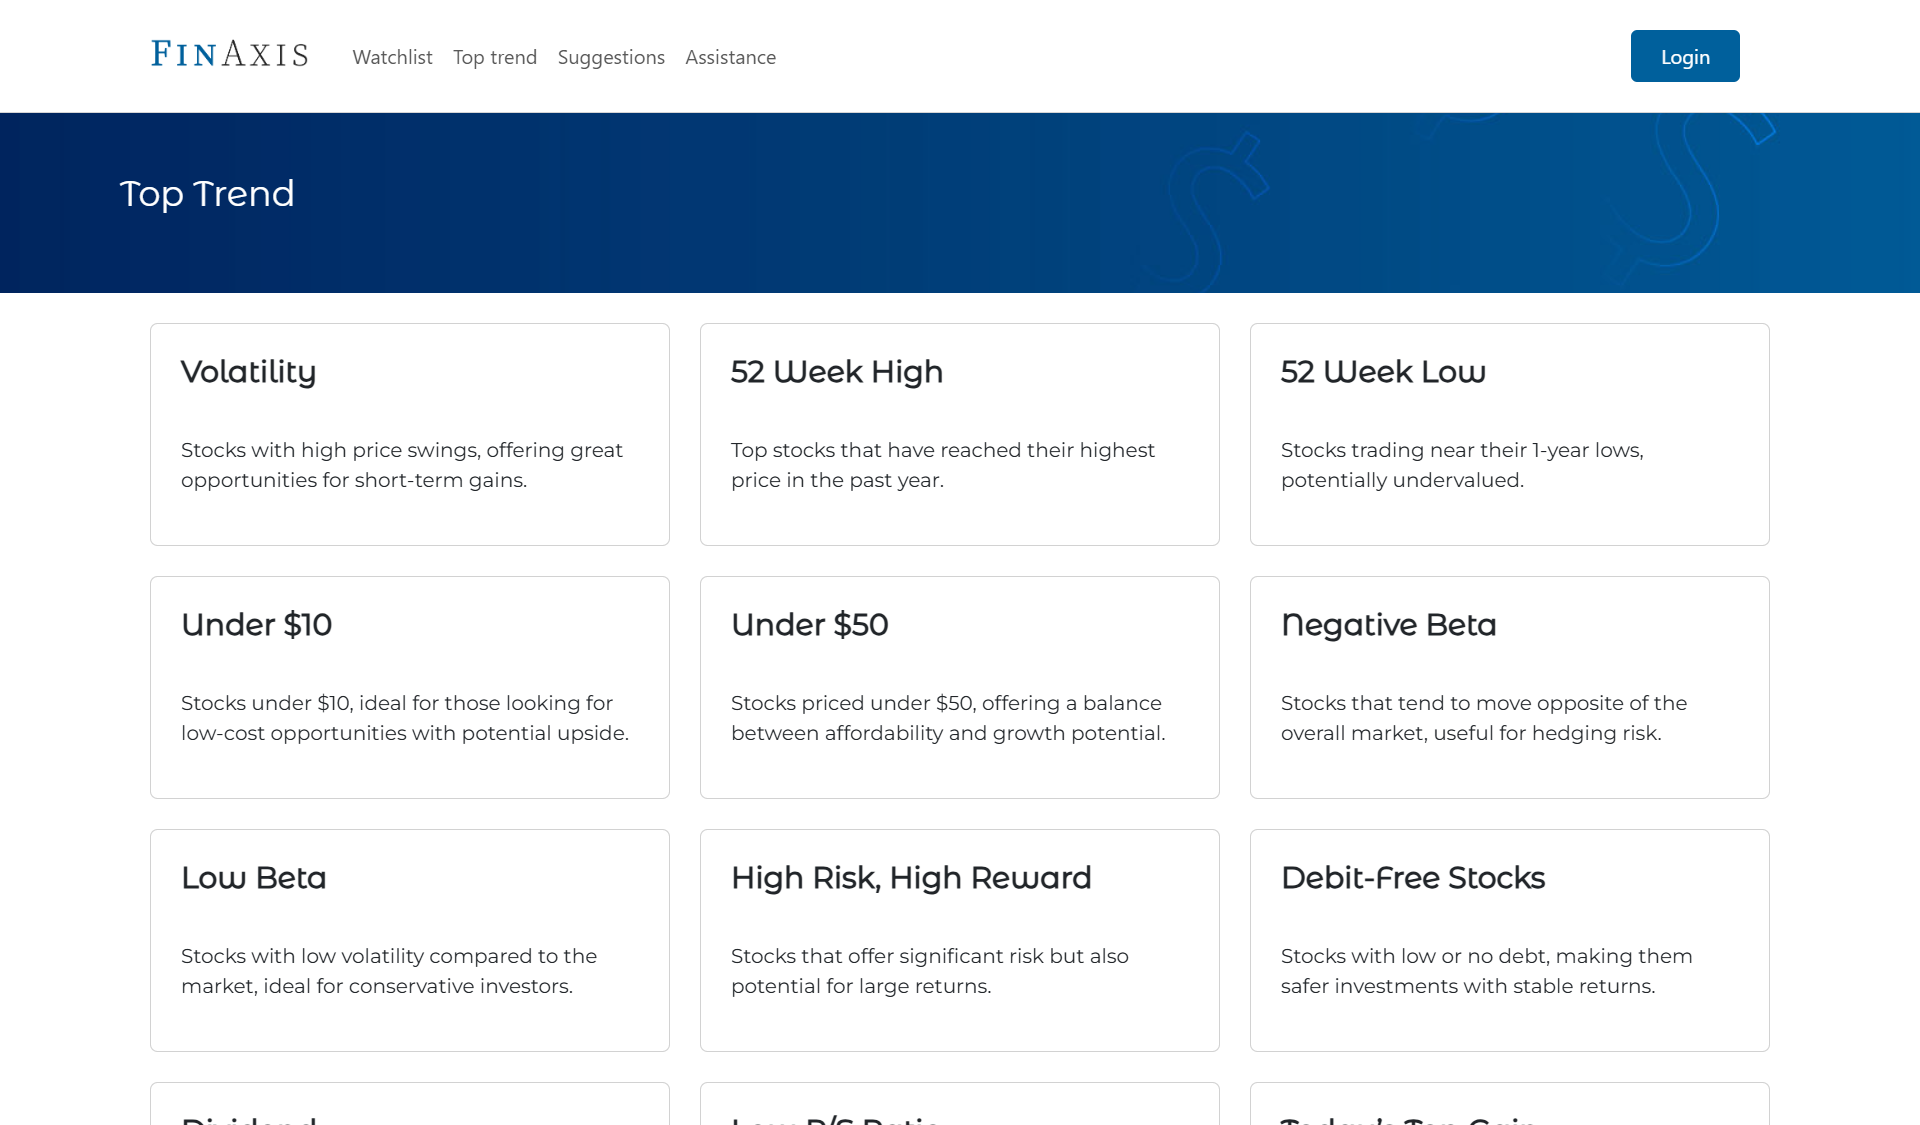 FINAXIS
Watchlist
Top trend
Suggestions
Assistance
Login
Top Trend
Volatility
Stocks with high price swings, offering great
opportunities for short-term gains.
52 Week High
Top stocks that have reached their highest
price in the past year.
52 Week Low
Stocks trading near their 1-year lows,
potentially undervalued.
Under $10
Stocks under $10, ideal for those looking for
low-cost opportunities with potential upside.
Under $50
Stocks priced under $50, offering a balance
between affordability and growth potential.
Negative Beta
Stocks that tend to move opposite of the
overall market, useful for hedging risk.
Low Beta
Stocks with low volatility compared to the
market, ideal for conservative investors.
High Risk, High Reward
Stocks that offer significant risk but also
potential for large returns.
Debit-Free Stocks
Stocks with low or no debt, making them
safer investments with stable returns.
Dividend
Low P/S Ratio
Today's Top Gain